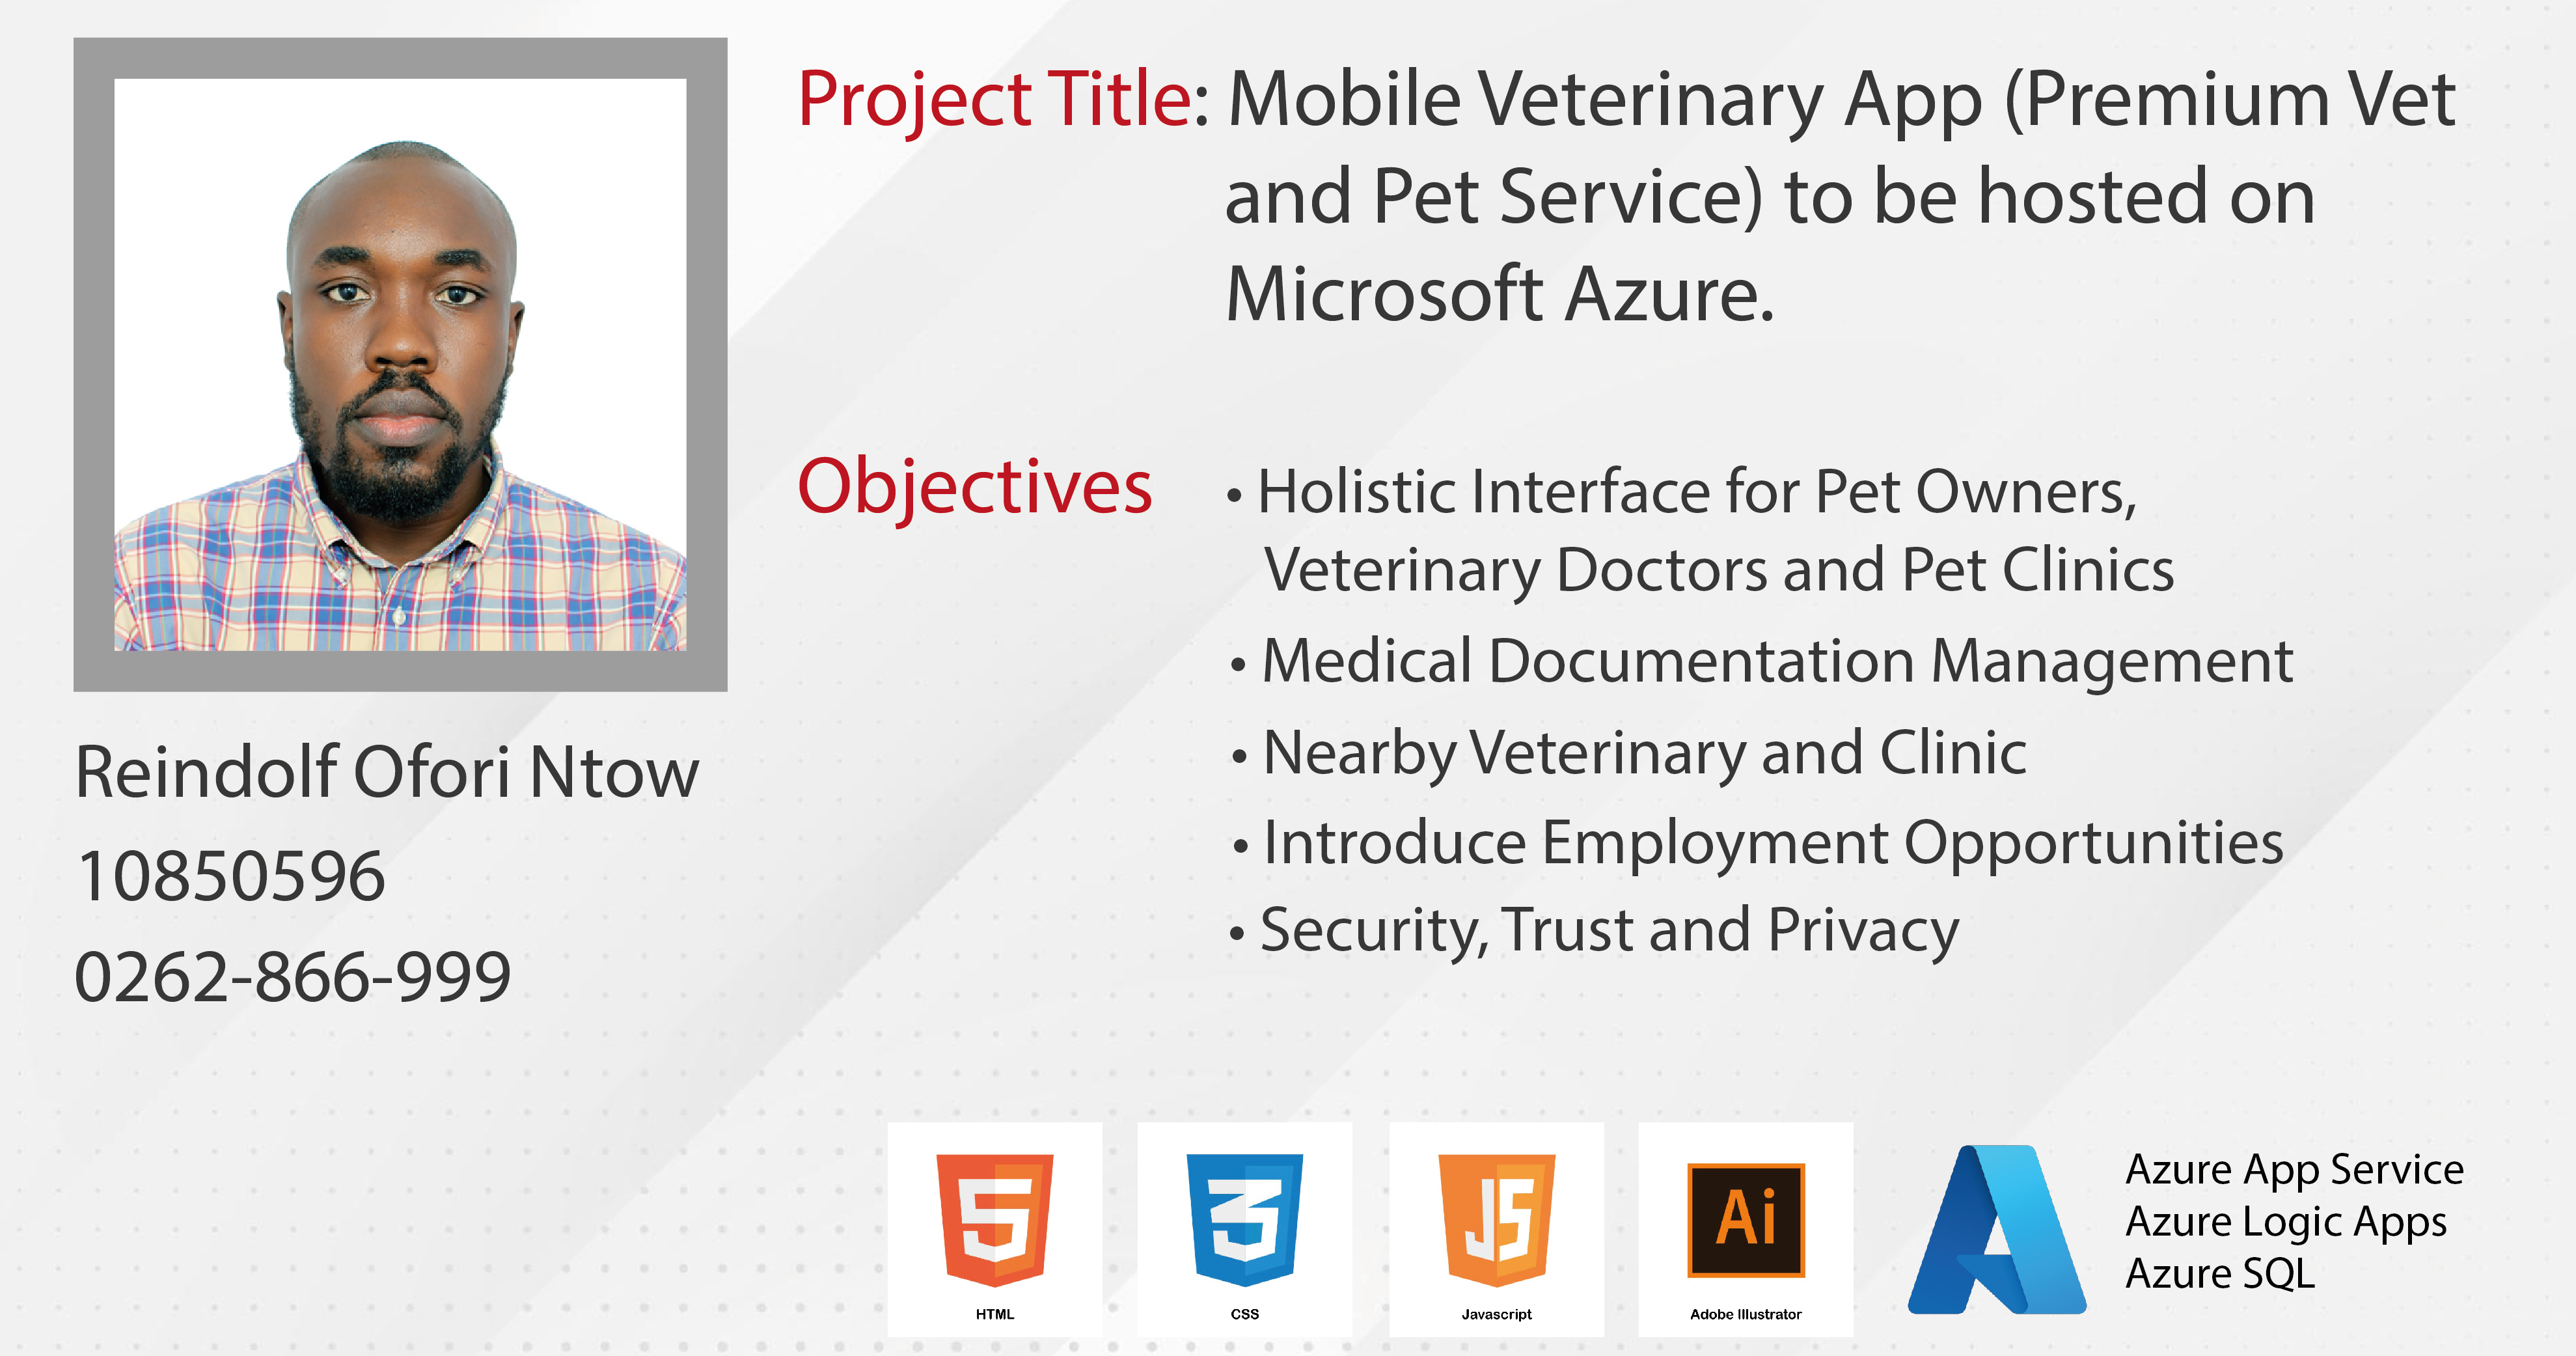 Project Title: Mobile Veterinary App (Premium Vet
and Pet Service) to be hosted on
Microsoft Azure.
Objectives
• Holistic Interface for Pet Owners,
Veterinary Doctors and Pet Clinics
• Medical Documentation Management
• Nearby Veterinary and Clinic
• Introduce Employment Opportunities
• Security, Trust and Privacy
Reindolf Ofori Ntow
10850596
0262-866-999
5
HTML
3
CSS
JS
Javascript
Ai
Adobe Illustrator
Azure App Service
Azure Logic Apps
Azure SQL